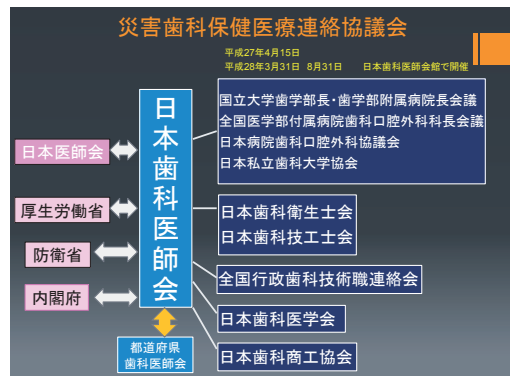 災害歯科保健医療連絡協議会
平成27年4月15日
平成28年3月31日 8月31日 日本歯科医師会館で開催
国立大学歯学部長・歯学部附属病院長会議
全国医学部付属病院歯科口腔外科科長会議
日本病院歯科口腔外科協議会
日本私立歯科大学協会
日本歯科医師会
日本医師会
厚生労働省
防衛省
内閣府
日本歯科衛生士会
日本歯科技工士会
全国行政歯科技術職連絡会
日本歯科医学会
日本歯科商工協会
都道府県
歯科医師会